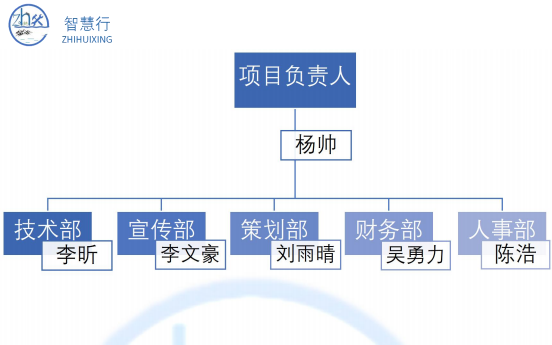 智慧行
ZHIHUIXING
项目负责人
杨帅
技术部
李昕
宣传部
李文豪
策划部
刘雨晴
财务部
吴勇力
人事部
陈浩